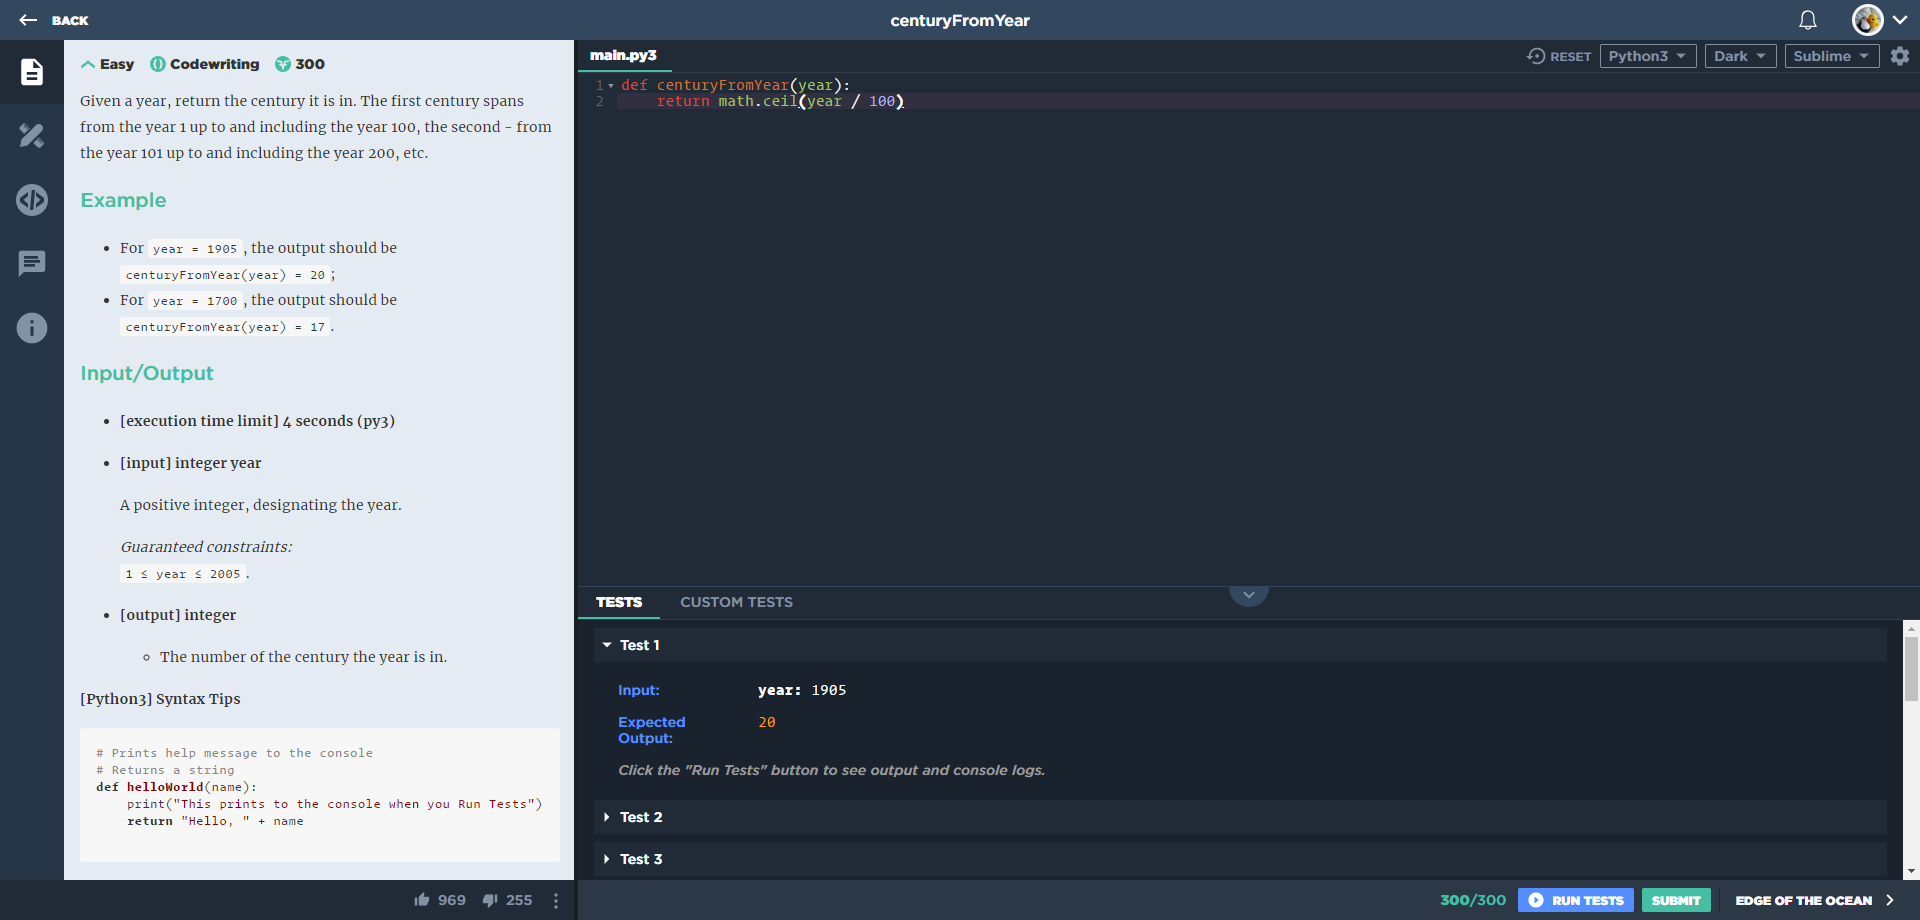 BACK
centuryFromYear
Easy
Codewriting
300
Given a year, return the century it is in. The first century spans
from the year 1 up to and including the year 100, the second - from
the year 101 up to and including the year 200, etc.
Example
For year = 1905, the output should be
centuryFromYear(year) = 20;
For year = 1700, the output should be
centuryFromYear(year) = 17.
Input/Output
[execution time limit] 4 seconds (py3)
[input] integer year
A positive integer, designating the year.
Guaranteed constraints:
1 ≤ year ≤ 2005.
[output] integer
The number of the century the year is in.
[Python3] Syntax Tips
# Prints help message to the console
# Returns a string
def helloWorld(name):
    print("This prints to the console when you Run Tests")
    return "Hello, " + name
969
255
main.py3
RESET
Python3
Dark
Sublime
1 def centuryFromYear(year):
2     return math.ceil(year / 100)
TESTS
CUSTOM TESTS
Test 1
Input: year: 1905
Expected 20
Output:
Click the "Run Tests" button to see output and console logs.
Test 2
Test 3
300/300
RUN TESTS
SUBMIT
EDGE OF THE OCEAN